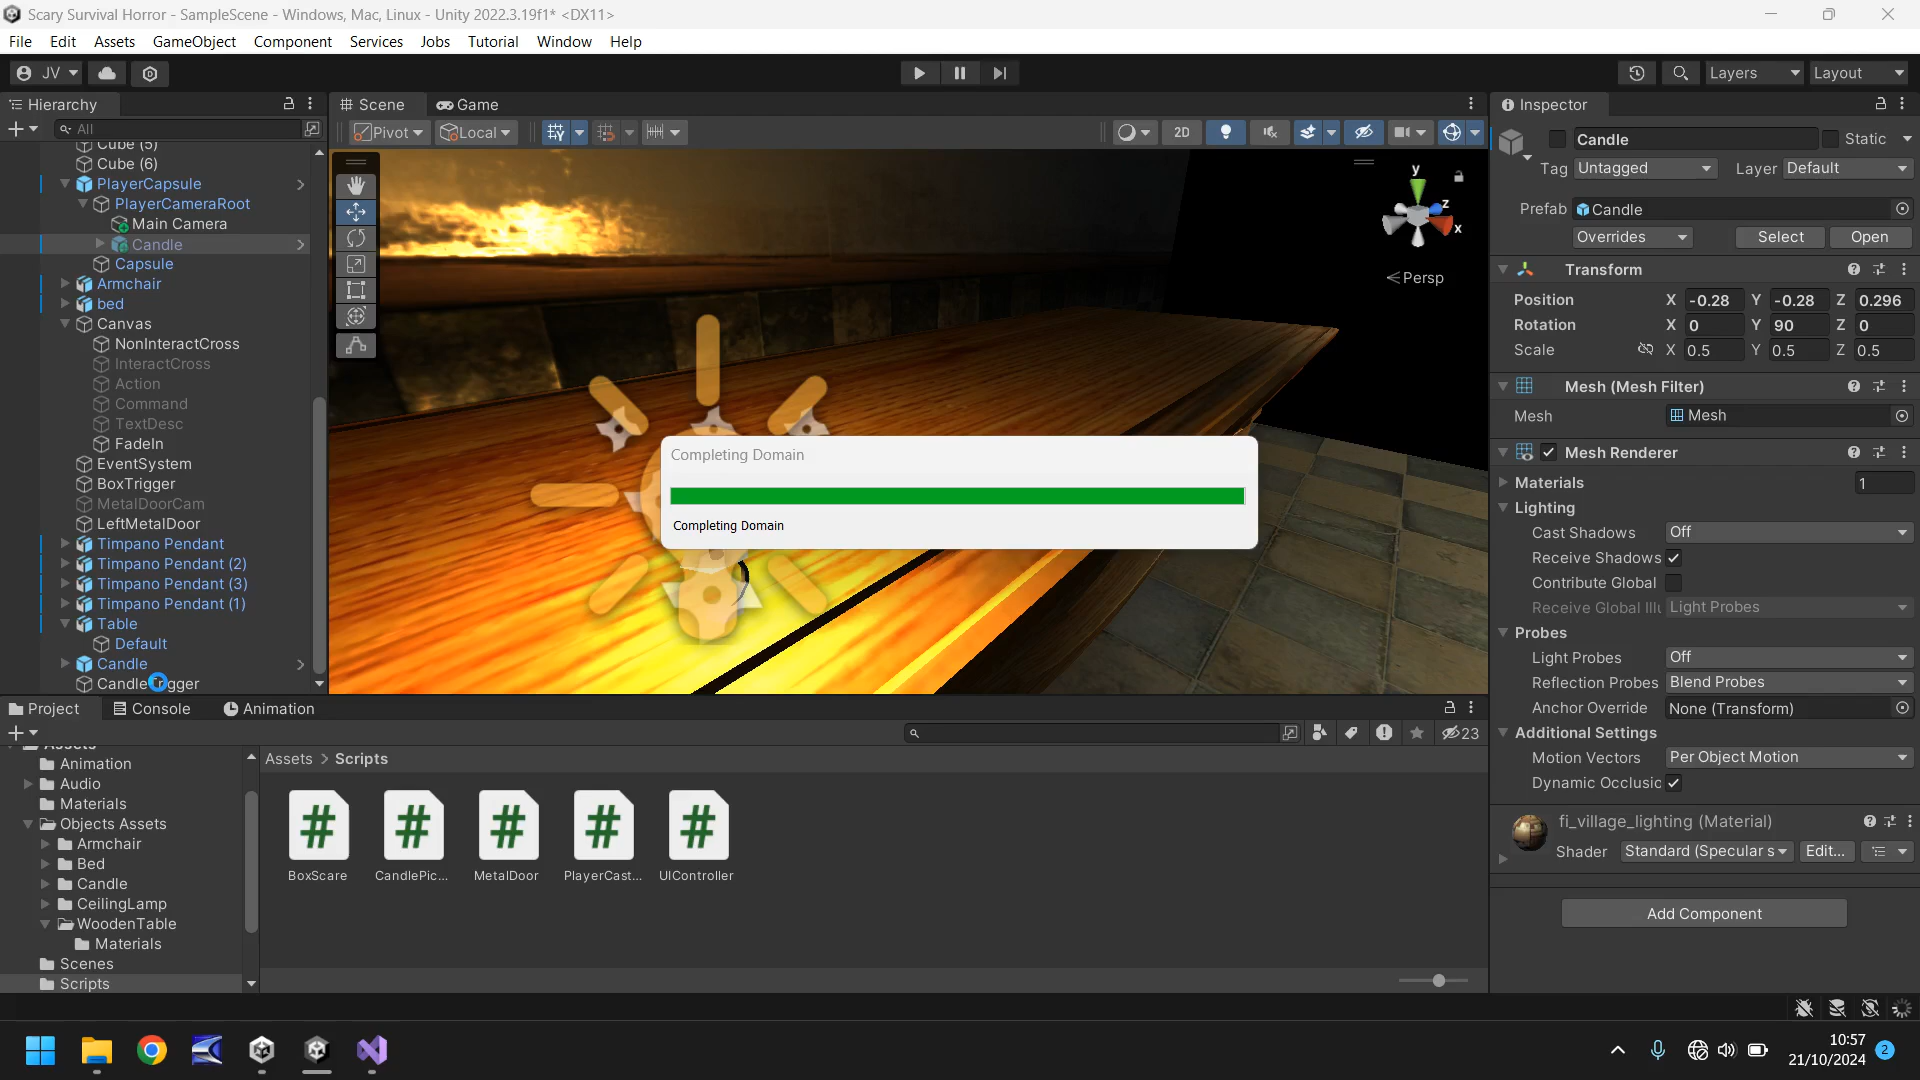 Scary Survival Horror - SampleScene - Windows, Mac, Linux - Unity 2022.3.19f1* <DX11>
File Edit Assets GameObject Component Services Jobs Tutorial Window Help
JV
Layers
Layout
Hierarchy
All
Cube (5)
Cube (6)
PlayerCapsule
PlayerCameraRoot
Main Camera
Candle
Capsule
Armchair
bed
Canvas
NonInteractCross
InteractCross
Action
Command
TextDesc
FadeIn
EventSystem
BoxTrigger
MetalDoorCam
LeftMetalDoor
Timpano Pendant
Timpano Pendant (2)
Timpano Pendant (3)
Timpano Pendant (1)
Table
Default
Candle
Scene
Game
Pivot
Local
2D
y
z
x
Persp
Completing Domain
Completing Domain
Inspector
Candle
Static
Tag Untagged Layer Default
Prefab Candle
Overrides Select Open
Transform
Position X -0.28 Y -0.28 Z 0.296
Rotation X 0 Y 90 Z 0
Scale X 0.5 Y 0.5 Z 0.5
Mesh (Mesh Filter)
Mesh Mesh
Mesh Renderer
Materials 1
Lighting
Cast Shadows Off
Receive Shadows
Contribute Global
Receive Global Light Probes
Probes
Light Probes Off
Reflection Probes Blend Probes
Anchor Override None (Transform)
Additional Settings
Motion Vectors Per Object Motion
Dynamic Occlusic
fi_village_lighting (Material)
Shader Standard (Specular s Edit...
Add Component
Project
Console
Animation
23
Assets
Animation
Audio
Materials
Objects Assets
Armchair
Bed
Candle
CeilingLamp
WoodenTable
Materials
Scenes
Scripts
Assets > Scripts
BoxScare
CandlePic...
MetalDoor
PlayerCast...
UIController
10:57
21/10/2024
2